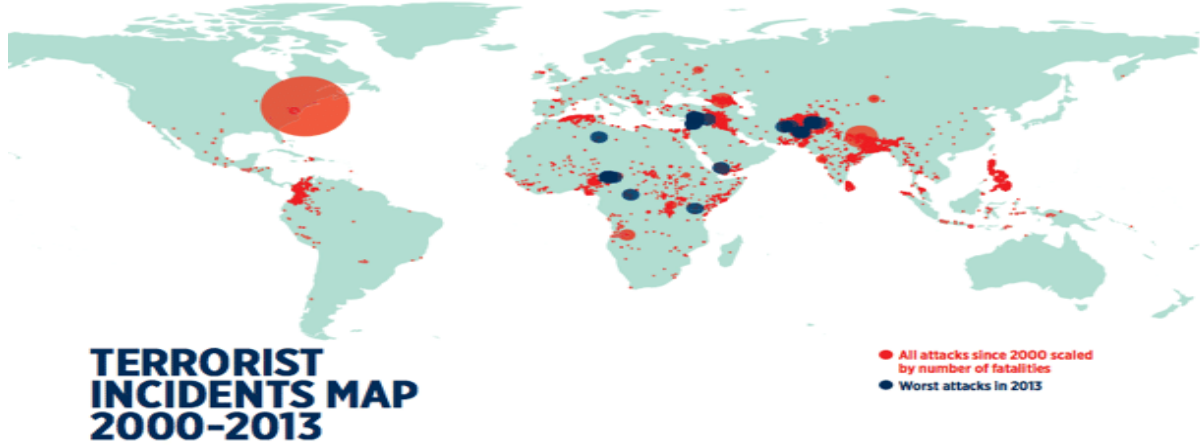 TERRORIST
INCIDENTS MAP
2000-2013
All attacks since 2000 scaled
by number of fatalities
Worst attacks in 2013